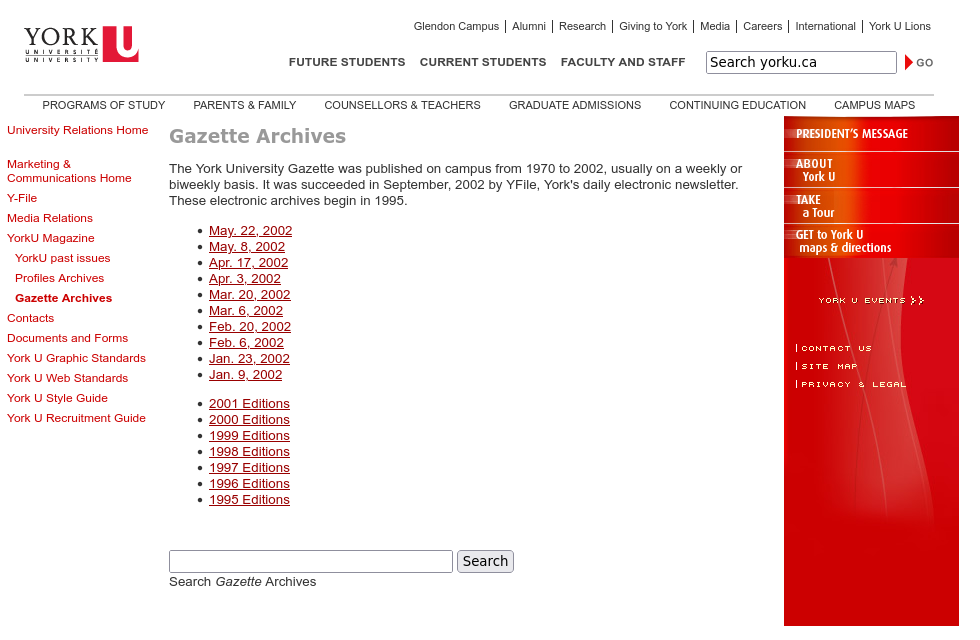 Glendon Campus | Alumni | Research | Giving to York | Media | Careers | International | York U Lions
YORK U
UNIVERSITÉ
UNIVERSITY
FUTURE STUDENTS CURRENT STUDENTS FACULTY AND STAFF Search yorku.ca GO
PROGRAMS OF STUDY PARENTS & FAMILY COUNSELLORS & TEACHERS GRADUATE ADMISSIONS CONTINUING EDUCATION CAMPUS MAPS
University Relations Home
Marketing &
Communications Home
Y-File
Media Relations
YorkU Magazine
YorkU past issues
Profiles Archives
Gazette Archives
Contacts
Documents and Forms
York U Graphic Standards
York U Web Standards
York U Style Guide
York U Recruitment Guide
Gazette Archives
The York University Gazette was published on campus from 1970 to 2002, usually on a weekly or
biweekly basis. It was succeeded in September, 2002 by YFile, York's daily electronic newsletter.
These electronic archives begin in 1995.
• May. 22, 2002
• May. 8, 2002
• Apr. 17, 2002
• Apr. 3, 2002
• Mar. 20, 2002
• Mar. 6, 2002
• Feb. 20, 2002
• Feb. 6, 2002
• Jan. 23, 2002
• Jan. 9, 2002
• 2001 Editions
• 2000 Editions
• 1999 Editions
• 1998 Editions
• 1997 Editions
• 1996 Editions
• 1995 Editions
Search
Search Gazette Archives
PRESIDENT'S MESSAGE
ABOUT
York U
TAKE
a Tour
GET to York U
maps & directions
YORK U EVENTS
CONTACT US
SITE MAP
PRIVACY & LEGAL